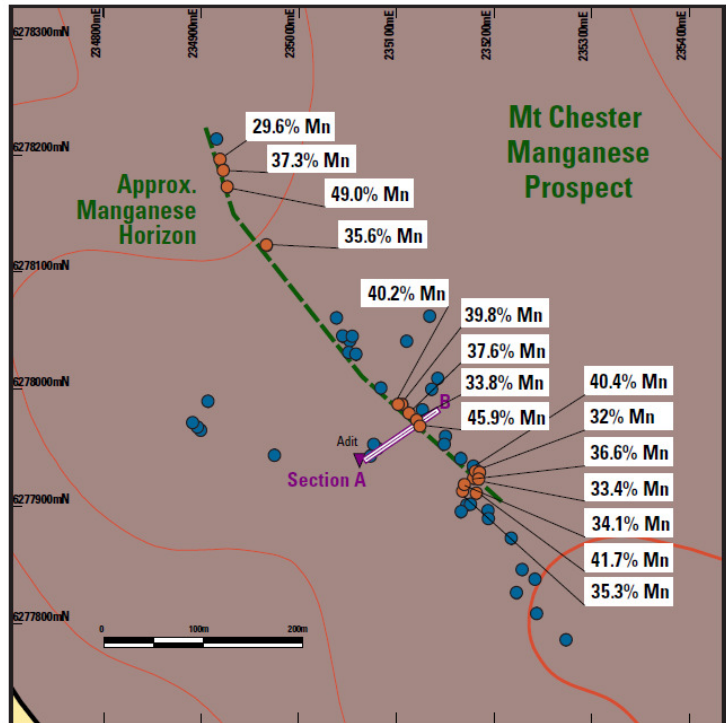 234800mE
234900mE
235000mE
235100mE
235200mE
235300mE
235400mE
6278300mN
6278200mN
6278100mN
6278000mN
6277900mN
6277800mN
Mt Chester
Manganese
Prospect
Approx.
Manganese
Horizon
29.6% Mn
37.3% Mn
49.0% Mn
35.6% Mn
40.2% Mn
39.8% Mn
37.6% Mn
33.8% Mn
45.9% Mn
40.4% Mn
32% Mn
36.6% Mn
33.4% Mn
34.1% Mn
41.7% Mn
35.3% Mn
B
Adit
Section A
0 100m 200m